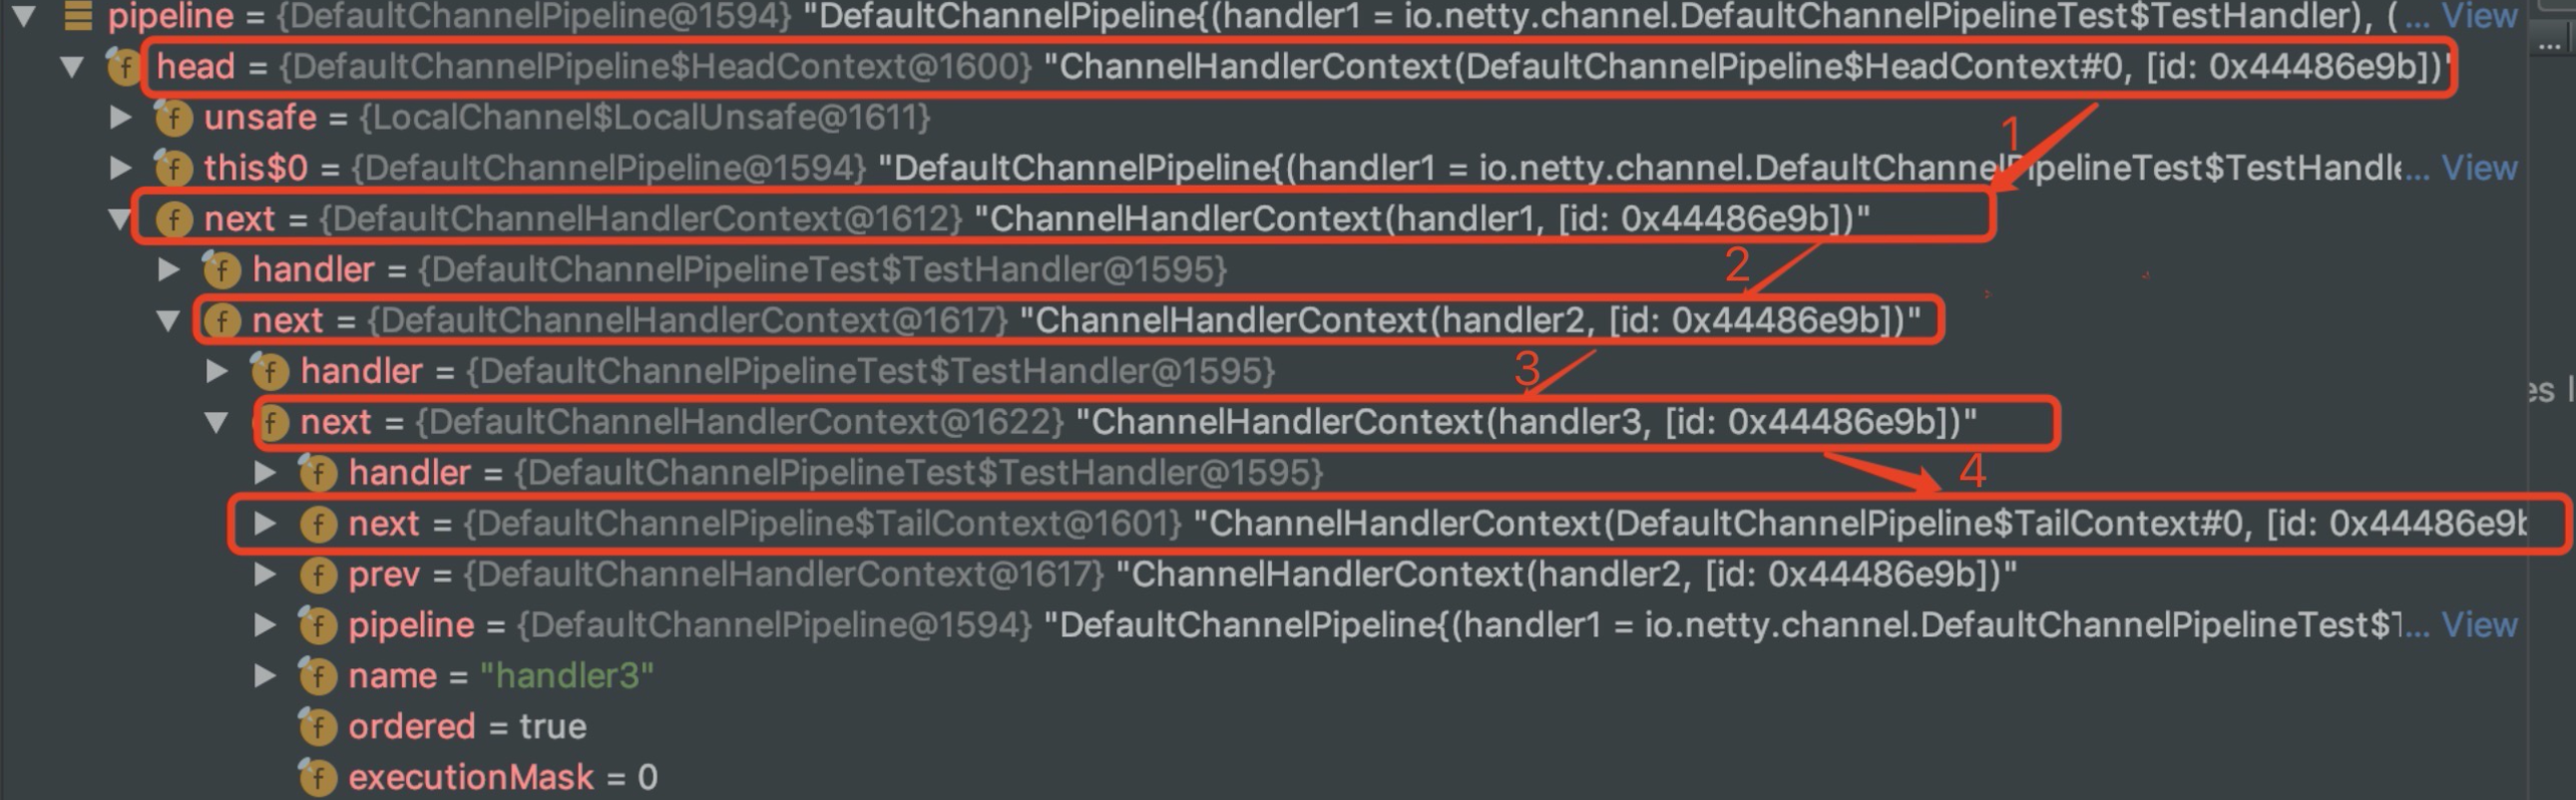 pipeline = {DefaultChannelPipeline@1594} "DefaultChannelPipeline{(handler1 = io.netty.channel.DefaultChannelPipelineTest$TestHandler), (... View
head = {DefaultChannelPipeline$HeadContext@1600} "ChannelHandlerContext(DefaultChannelPipeline$HeadContext#0, [id: 0x44486e9b])"
unsafe = {LocalChannel$LocalUnsafe@1611}
1
this$0 = {DefaultChannelPipeline@1594} "DefaultChannelPipeline{(handler1 = io.netty.channel.DefaultChannelPipelineTest$TestHandle... View
next = {DefaultChannelHandlerContext@1612} "ChannelHandlerContext(handler1, [id: 0x44486e9b])"
handler = {DefaultChannelPipelineTest$TestHandler@1595}
2
next = {DefaultChannelHandlerContext@1617} "ChannelHandlerContext(handler2, [id: 0x44486e9b])"
handler = {DefaultChannelPipelineTest$TestHandler@1595}
3
next = {DefaultChannelHandlerContext@1622} "ChannelHandlerContext(handler3, [id: 0x44486e9b])"
handler = {DefaultChannelPipelineTest$TestHandler@1595}
4
next = {DefaultChannelPipeline$TailContext@1601} "ChannelHandlerContext(DefaultChannelPipeline$TailContext#0, [id: 0x44486e9b
prev = {DefaultChannelHandlerContext@1617} "ChannelHandlerContext(handler2, [id: 0x44486e9b])"
pipeline = {DefaultChannelPipeline@1594} "DefaultChannelPipeline{(handler1 = io.netty.channel.DefaultChannelPipelineTest$T... View
name = "handler3"
ordered = true
executionMask = 0